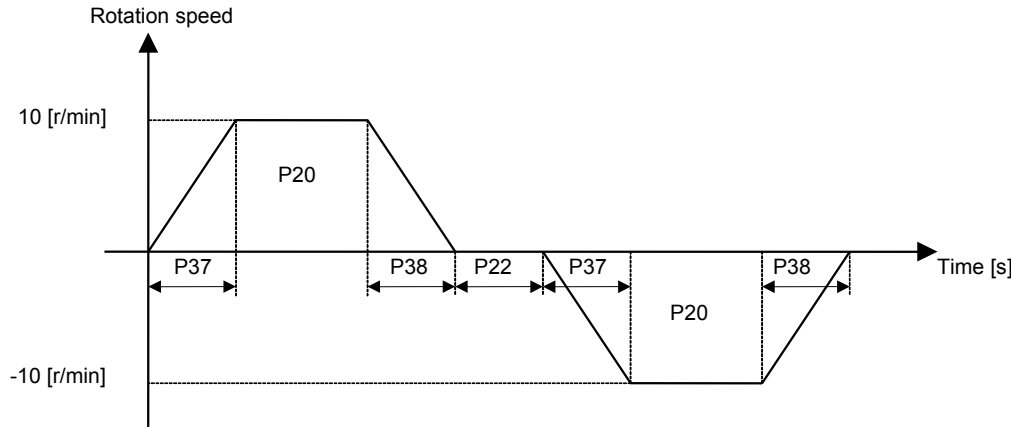 Rotation speed
10 [r/min]
P20
P37
P38
P22
P37
P38
Time [s]
P20
-10 [r/min]